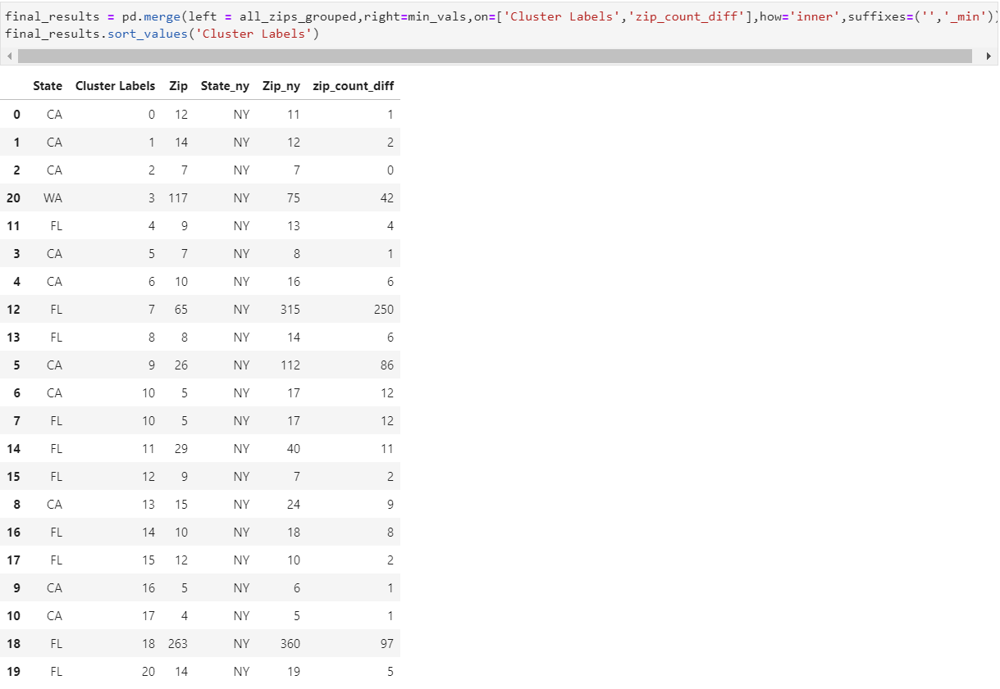 final_results = pd.merge(left = all_zips_grouped,right=min_vals,on=['Cluster Labels','zip_count_diff'],how='inner',suffixes=('','_min'))
final_results.sort_values('Cluster Labels')
State Cluster Labels Zip State_ny Zip_ny zip_count_diff
0 CA 0 12 NY 11 1
1 CA 1 14 NY 12 2
2 CA 2 7 NY 7 0
20 WA 3 117 NY 75 42
11 FL 4 9 NY 13 4
3 CA 5 7 NY 8 1
4 CA 6 10 NY 16 6
12 FL 7 65 NY 315 250
13 FL 8 8 NY 14 6
5 CA 9 26 NY 112 86
6 CA 10 5 NY 17 12
7 FL 10 5 NY 17 12
14 FL 11 29 NY 40 11
15 FL 12 9 NY 7 2
8 CA 13 15 NY 24 9
16 FL 14 10 NY 18 8
17 FL 15 12 NY 10 2
9 CA 16 5 NY 6 1
10 CA 17 4 NY 5 1
18 FL 18 263 NY 360 97
19 FL 20 14 NY 19 5